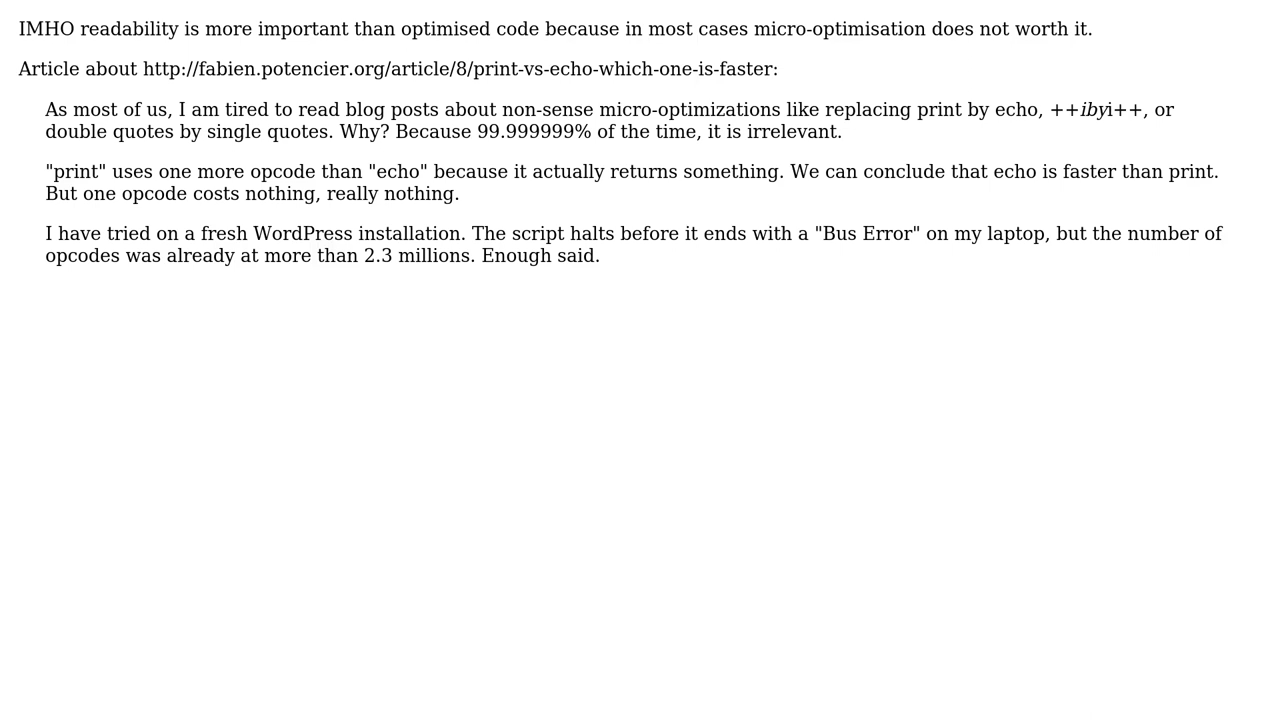 IMHO readability is more important than optimised code because in most cases micro-optimisation does not worth it.
Article about http://fabien.potencier.org/article/8/print-vs-echo-which-one-is-faster:
As most of us, I am tired to read blog posts about non-sense micro-optimizations like replacing print by echo, ++ibyi++, or
double quotes by single quotes. Why? Because 99.999999% of the time, it is irrelevant.
"print" uses one more opcode than "echo" because it actually returns something. We can conclude that echo is faster than print.
But one opcode costs nothing, really nothing.
I have tried on a fresh WordPress installation. The script halts before it ends with a "Bus Error" on my laptop, but the number of
opcodes was already at more than 2.3 millions. Enough said.